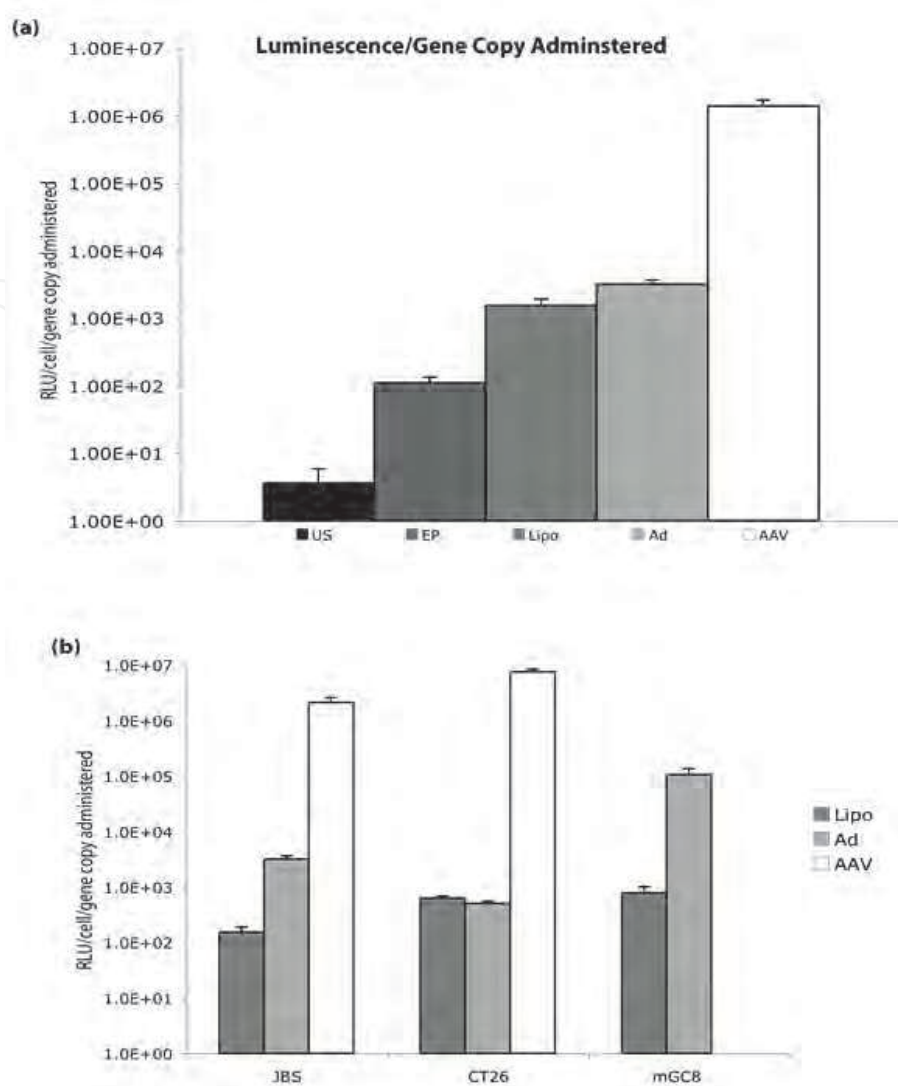 (a)
Luminescence/Gene Copy Adminstered
1.00E+07
1.00E+06
1.00E+05
1.00E+04
1.00E+03
1.00E+02
1.00E+01
1.00E+00
RLU/cell/gene copy administered
US EP Lipo Ad AAV
(b)
1.0E+07
1.0E+06
1.0E+05
1.0E+04
1.0E+03
1.0E+02
1.0E+01
1.0E+00
RLU/cell/gene copy administered
JBS CT26 mGC8
Lipo
Ad
AAV